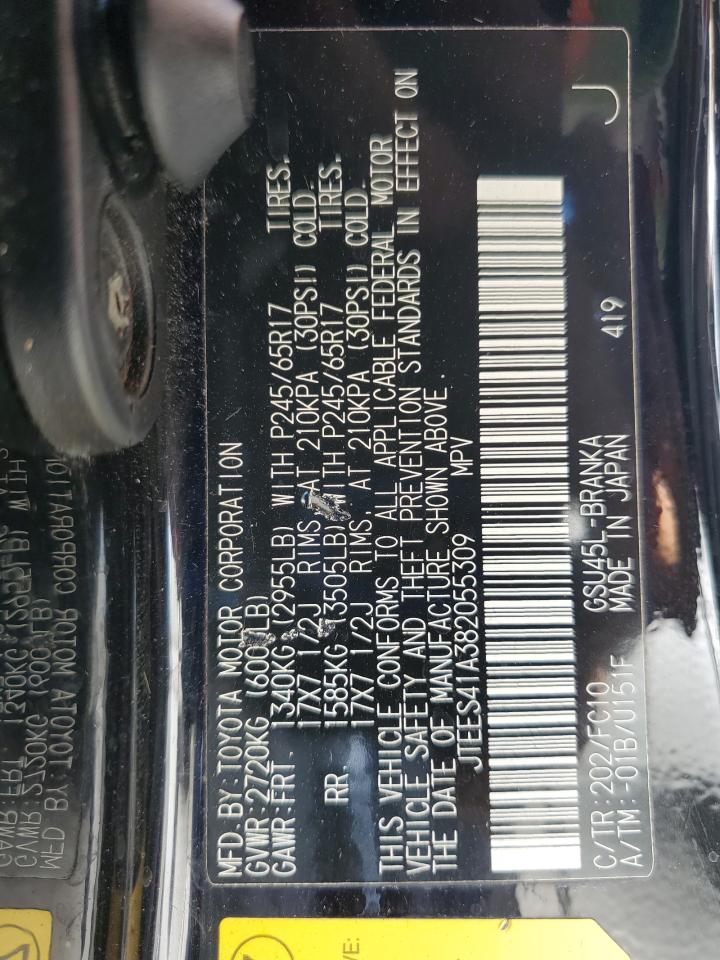 MFD BY:TOYOTA MOTOR CORPORATION
GVWR:2720KG (600 LB)
GAWR:FRT. 1340KG (2955LB) WITH P245/65R17 TIRES.
17X7 1/2J RIMS, AT 210KPA (30PSI) COLD.
RR. 1585KG (3505LB) WITH P245/65R17 TIRES.
17X7 1/2J RIMS, AT 210KPA (30PSI) COLD.
THIS VEHICLE CONFORMS TO ALL APPLICABLE FEDERAL MOTOR
VEHICLE SAFETY AND THEFT PREVENTION STANDARDS IN EFFECT ON
THE DATE OF MANUFACTURE SHOWN ABOVE.
JTEES41A382055309 MPV
C/TR:202/FC10 GSU45L-BRANKA 419 J
A/TM:-01B/U151F MADE IN JAPAN
VE: